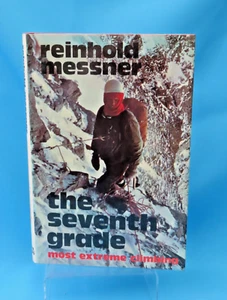 reinhold
messner
the
seventh
grade
most extreme climbing